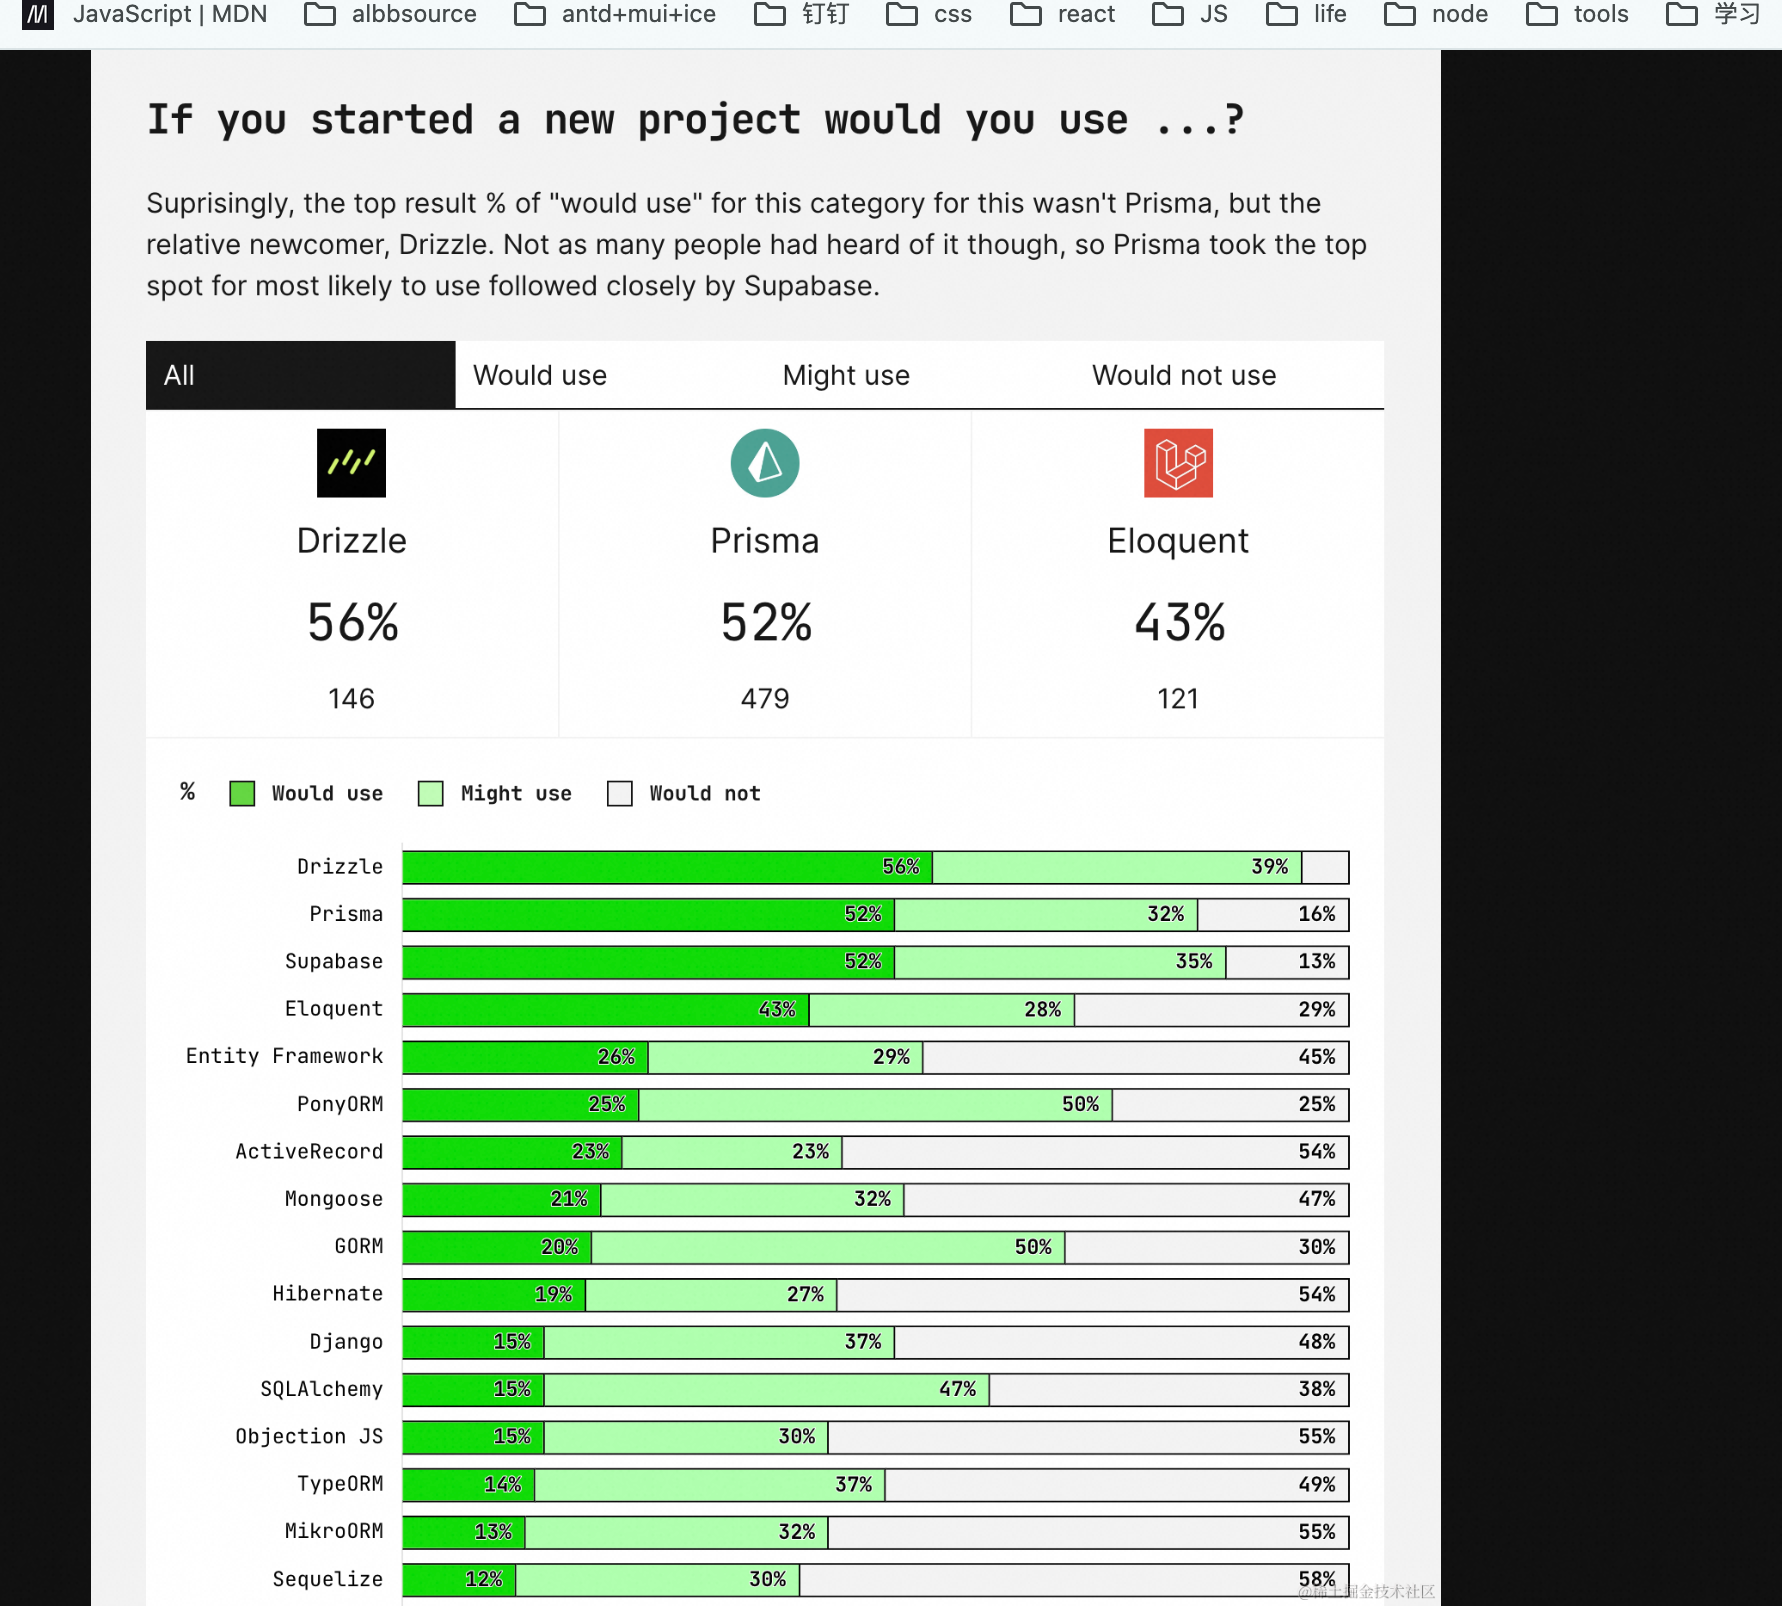 JavaScript | MDN albbsource antd+mui+ice 钉钉 css react JS life node tools 学习
If you started a new project would you use ...?
Suprisingly, the top result % of "would use" for this category for this wasn't Prisma, but the
relative newcomer, Drizzle. Not as many people had heard of it though, so Prisma took the top
spot for most likely to use followed closely by Supabase.
All Would use Might use Would not use
Drizzle Prisma Eloquent
56% 52% 43%
146 479 121
% Would use Might use Would not
Drizzle 56% 39%
Prisma 52% 32% 16%
Supabase 52% 35% 13%
Eloquent 43% 28% 29%
Entity Framework 26% 29% 45%
PonyORM 25% 50% 25%
ActiveRecord 23% 23% 54%
Mongoose 21% 32% 47%
GORM 20% 50% 30%
Hibernate 19% 27% 54%
Django 15% 37% 48%
SQLAlchemy 15% 47% 38%
Objection JS 15% 30% 55%
TypeORM 14% 37% 49%
MikroORM 13% 32% 55%
Sequelize 12% 30% 58%
@稀土掘金技术社区